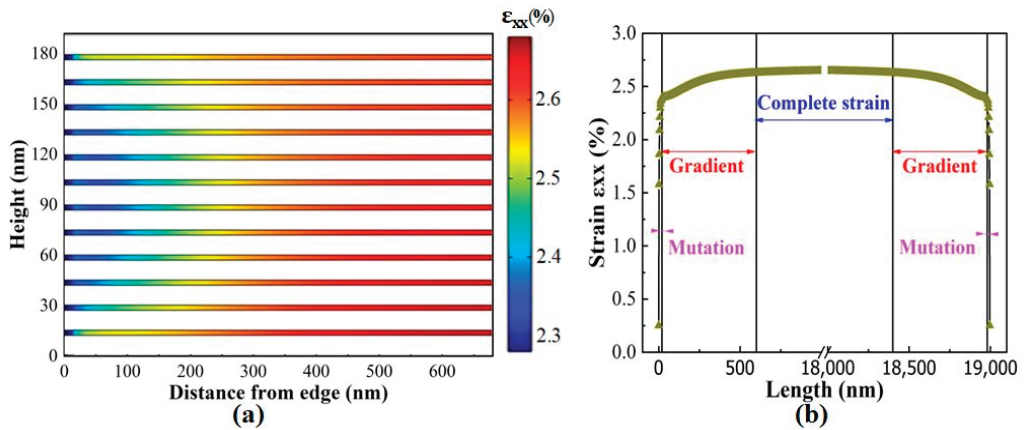 εxx(%)
180
150
120
90
60
30
0
Height (nm)
0 100 200 300 400 500 600
Distance from edge (nm)
2.6
2.5
2.4
2.3
(a)
3.0
2.5
2.0
1.5
1.0
0.5
0.0
Strain εxx (%)
Complete strain
Gradient Gradient
Mutation Mutation
0 500 18,000 18,500 19,000
Length (nm)
(b)